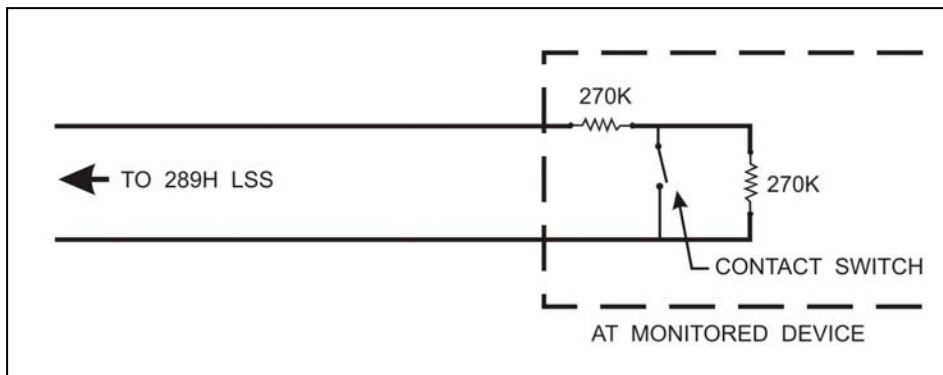 270K
TO 289H LSS
270K
CONTACT SWITCH
AT MONITORED DEVICE